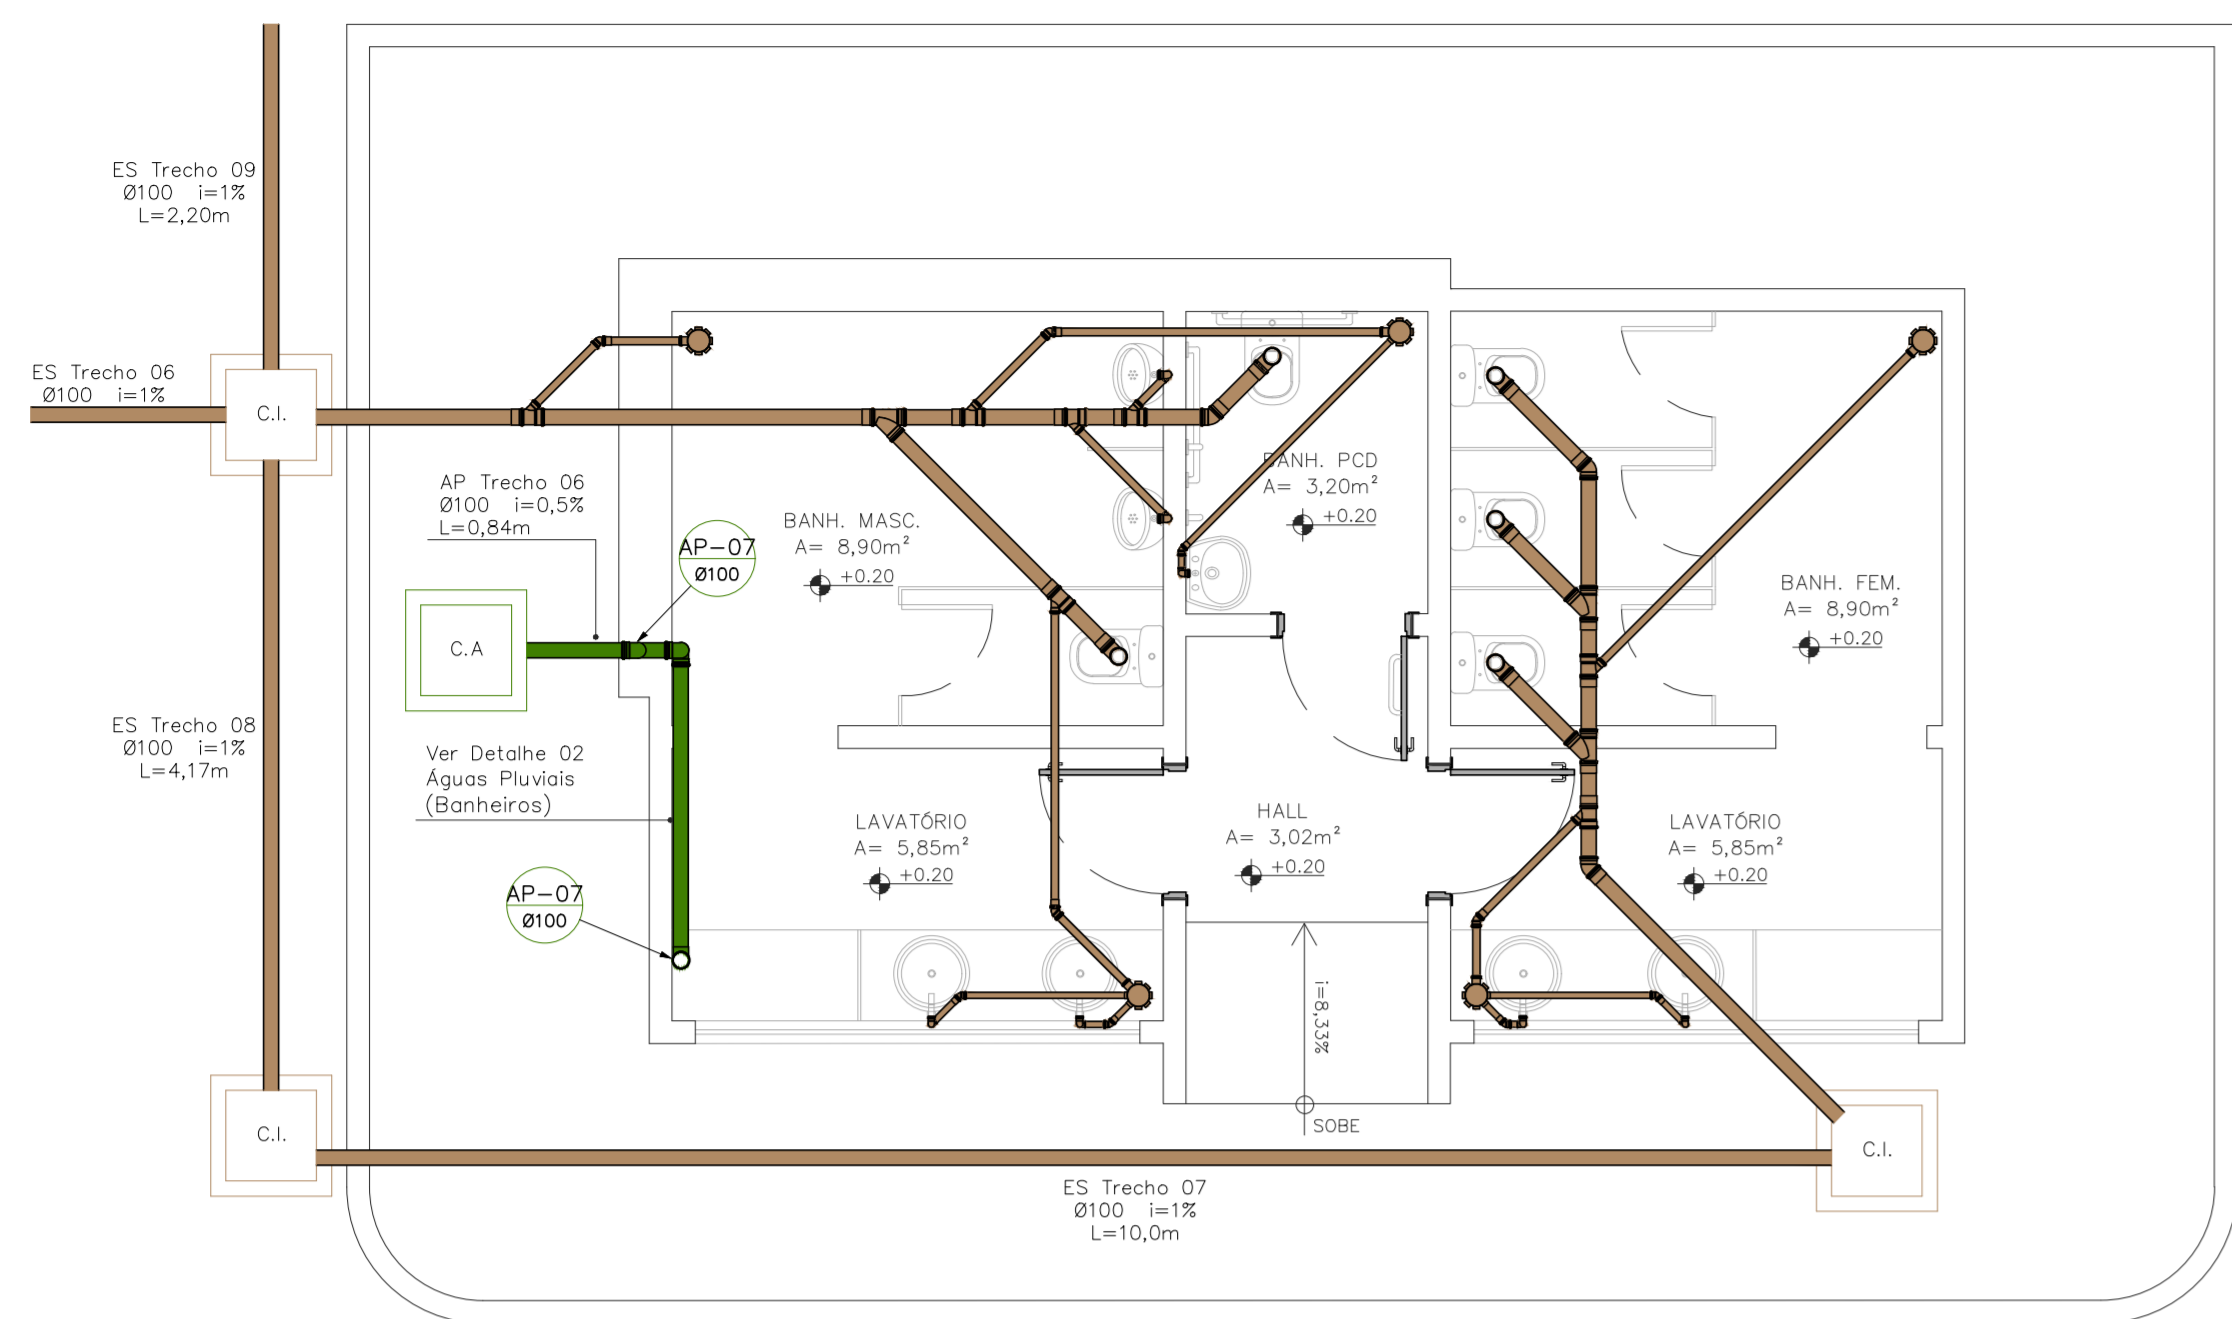 ES Trecho 09
Ø100 i=1%
L=2,20m
ES Trecho 06
Ø100 i=1%
C.I.
AP Trecho 06
Ø100 i=0,5%
L=0,84m
AP-07
Ø100
BANH. MASC.
A= 8,90m²
+0.20
BANH. PCD
A= 3,20m²
+0.20
BANH. FEM.
A= 8,90m²
+0.20
C.A
ES Trecho 08
Ø100 i=1%
L=4,17m
Ver Detalhe 02
Águas Pluviais
(Banheiros)
LAVATÓRIO
A= 5,85m²
+0.20
HALL
A= 3,02m²
+0.20
LAVATÓRIO
A= 5,85m²
+0.20
AP-07
Ø100
i=8,33%
SOBE
C.I.
C.I.
ES Trecho 07
Ø100 i=1%
L=10,0m